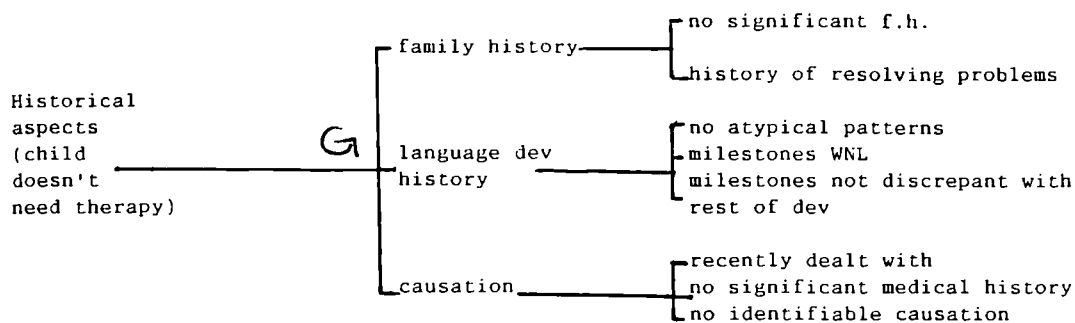 no significant f.h.
family history
history of resolving problems
Historical
aspects
(child
doesn't
need therapy)
G
language dev
history
no atypical patterns
milestones WNL
milestones not discrepant with
rest of dev
causation
recently dealt with
no significant medical history
no identifiable causation